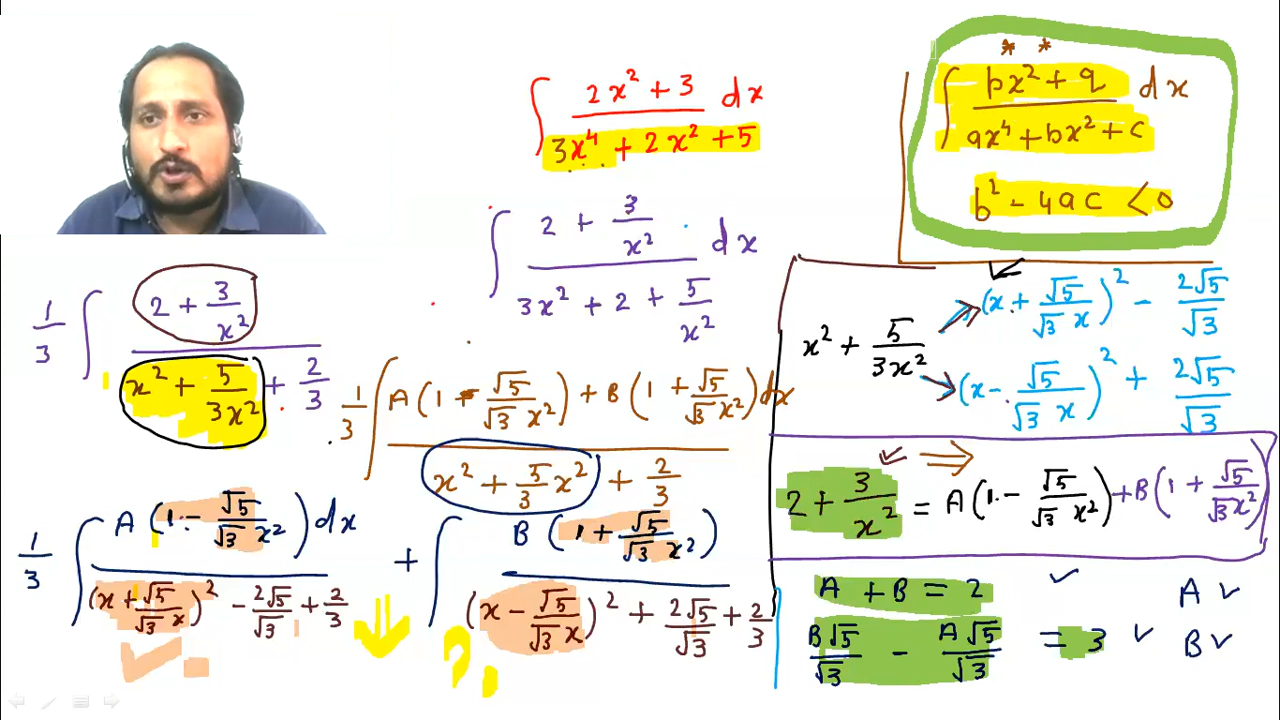 ∫ (2x² + 3)/(3x⁴ + 2x² + 5) dx
* *
∫ (px² + q)/(ax⁴ + bx² + c) dx
b² - 4ac < 0
∫ (2 + 3/x²)/(3x² + 2 + 5/x²) dx
1/3 ∫ (2 + 3/x²)/(x² + 5/3x² + 2/3)
1/3 ∫ (A(1 - √5/√3 x²) + B(1 + √5/√3 x²) dx)/(x² + 5/3 x² + 2/3)
1/3 ∫ (A(1 - √5/√3 x²) dx)/((x + √5/√3 x)² - 2√5/√3 + 2/3) + ∫ (B(1 + √5/√3 x²))/((x - √5/√3 x)² + 2√5/√3 + 2/3)
?
x² + 5/3x²
(x + √5/√3 x)² - 2√5/√3
(x - √5/√3 x)² + 2√5/√3
2 + 3/x² = A(1 - √5/√3 x²) + B(1 + √5/√3 x²)
A + B = 2 ✓ A ✓
B√5/√3 - A√5/√3 = 3 ✓ B ✓